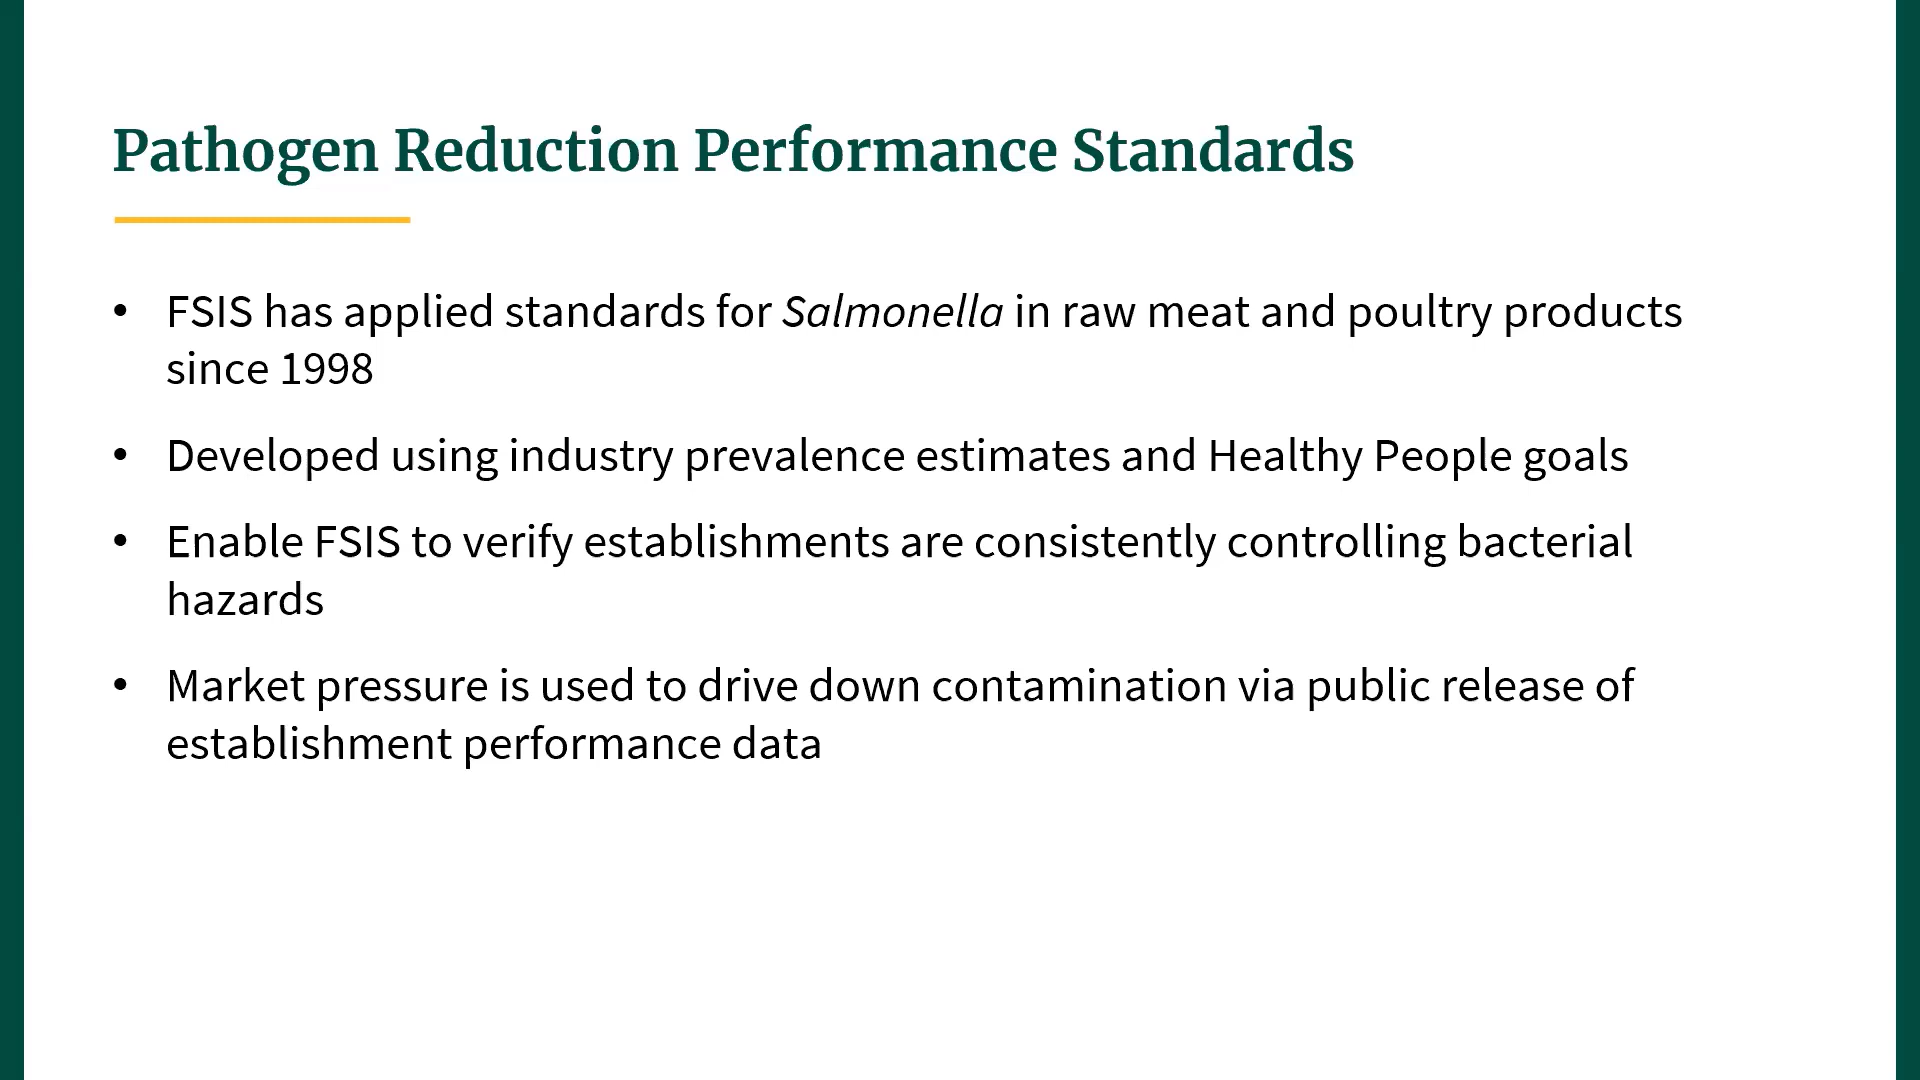 Pathogen Reduction Performance Standards
• FSIS has applied standards for Salmonella in raw meat and poultry products
since 1998
• Developed using industry prevalence estimates and Healthy People goals
• Enable FSIS to verify establishments are consistently controlling bacterial
hazards
• Market pressure is used to drive down contamination via public release of
establishment performance data